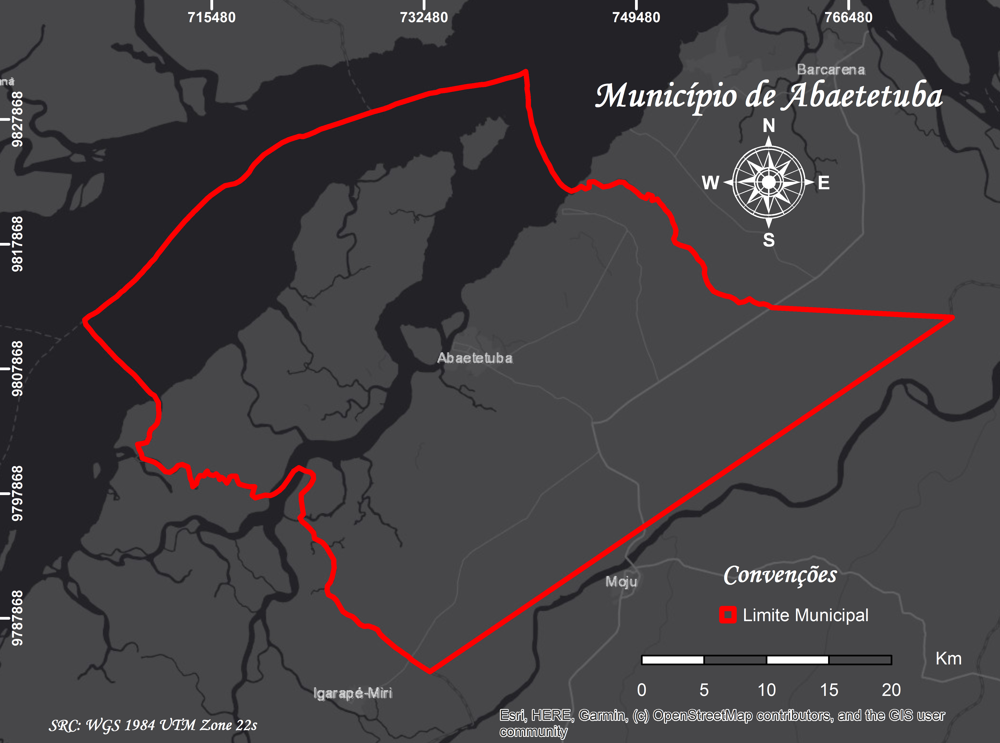 715480 732480 749480 766480
Barcarena
Município de Abaetetuba
9827868
N
W E
S
9817868
9807868
Abaetetuba
9797868
Moju
Convenções
9787868
Limite Municipal
Km
0 5 10 15 20
Igarapé-Miri
SRC: WGS 1984 UTM Zone 22s
Esri, HERE, Garmin, (c) OpenStreetMap contributors, and the GIS user
community